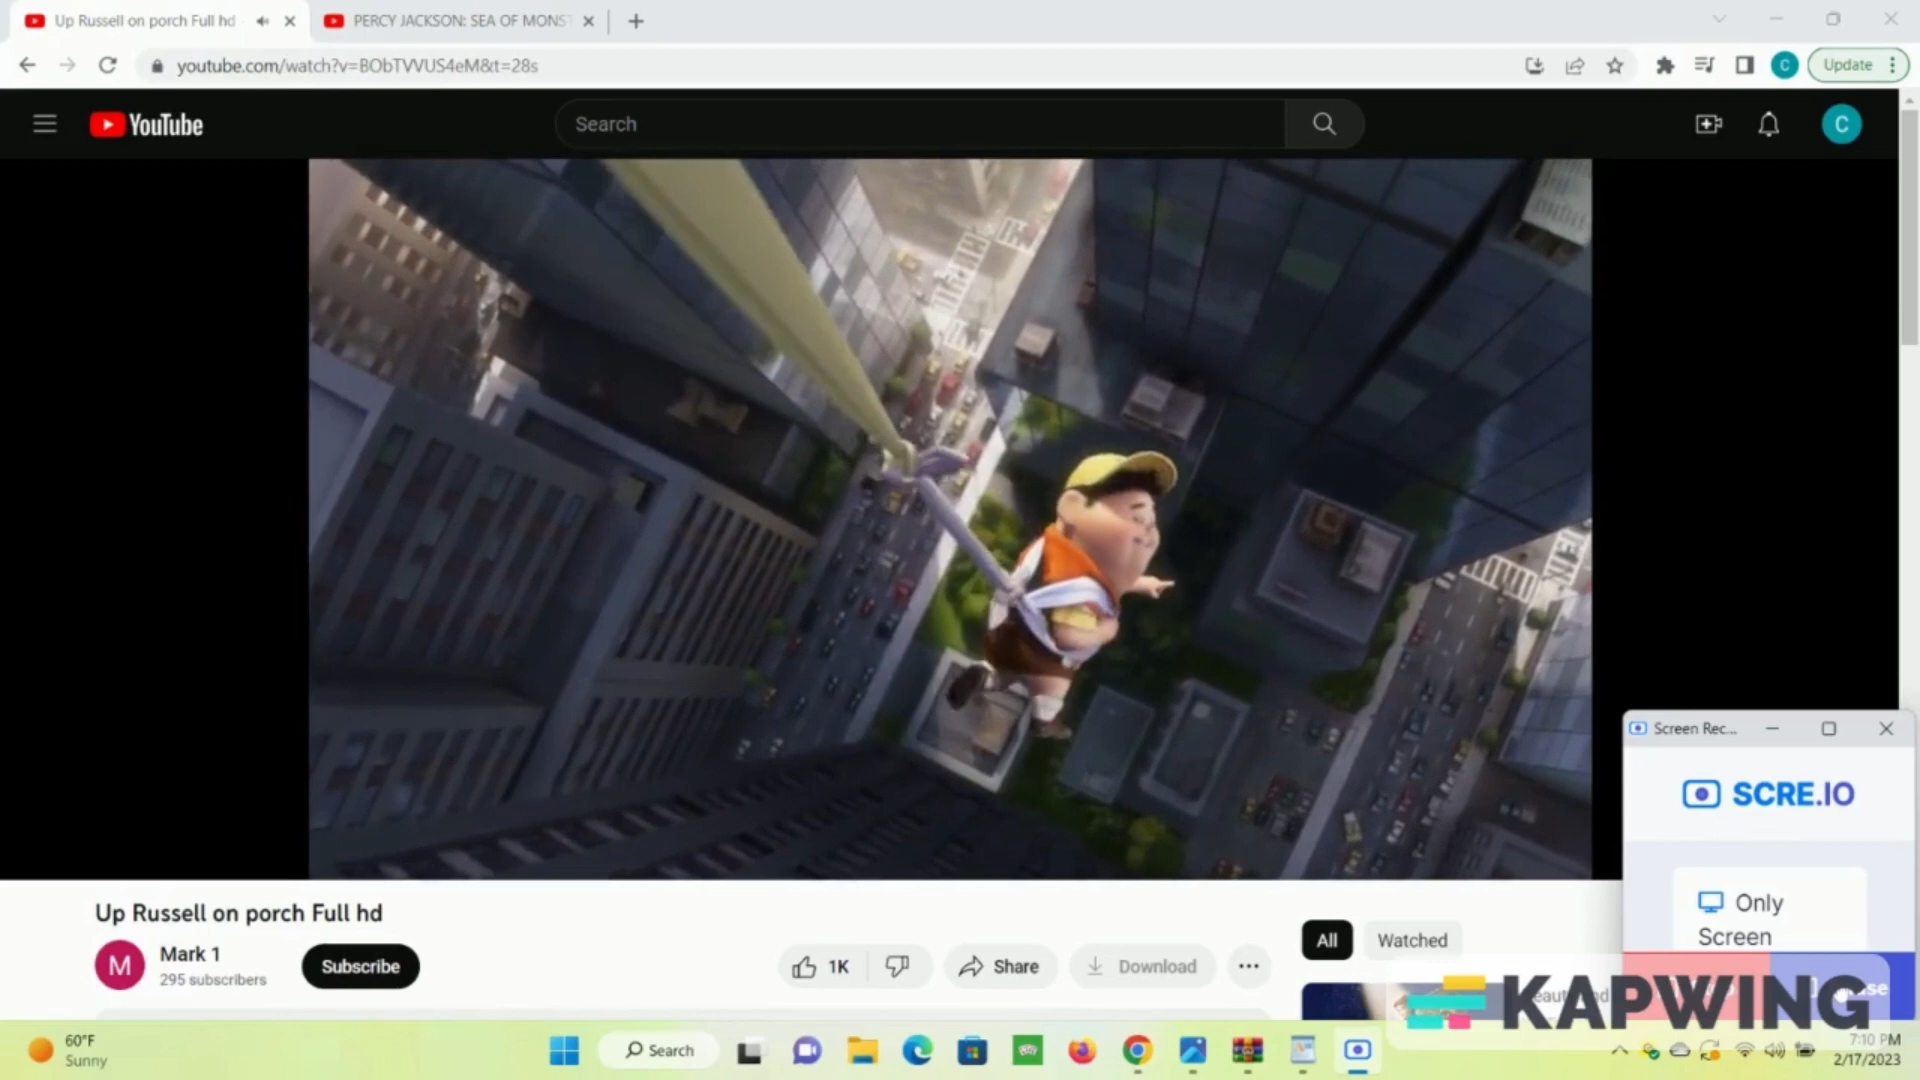 Up Russell on porch Full hd
PERCY JACKSON: SEA OF MONST
youtube.com/watch?v=BObTVVUS4eM&t=28s
C
Update
YouTube
Search
C
Screen Rec...
SCRE.IO
Only
Screen
Up Russell on porch Full hd
M
Mark 1
295 subscribers
Subscribe
1K
Share
Download
All
Watched
KAPWING
60°F
Sunny
Search
7:10 PM
2/17/2023